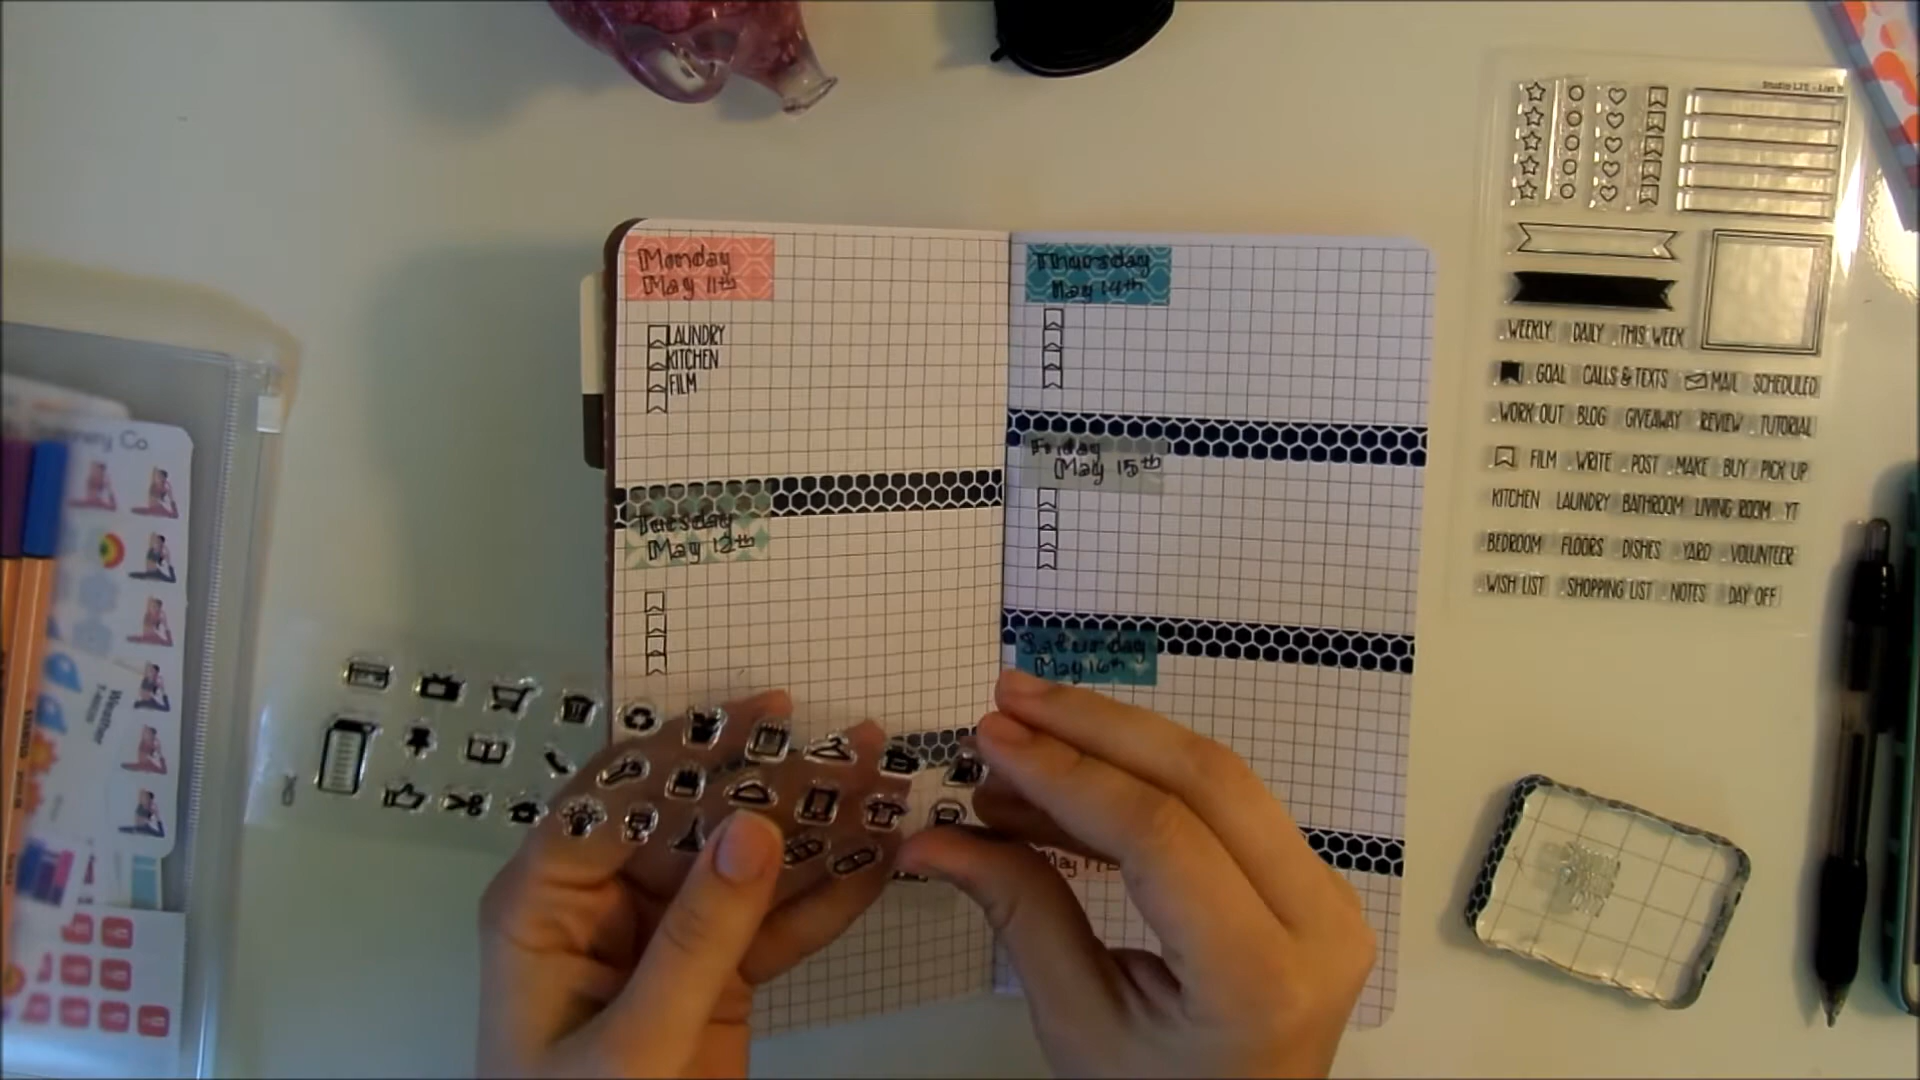 Monday
May 11th
LAUNDRY
KITCHEN
FILM
Tuesday
May 12th
Thursday
May 14th
Friday
May 15th
Saturday
May 16th
May
WEEKLY DAILY THIS WEEK
GOAL CALLS & TEXTS MAIL SCHEDULED
WORK OUT BLOG GIVEAWAY REVIEW TUTORIAL
FILM WRITE POST MAKE BUY PICK UP
KITCHEN LAUNDRY BATHROOM LIVING ROOM YT
BEDROOM FLOORS DISHES YARD VOLUNTEER
WISH LIST SHOPPING LIST NOTES DAY OFF
Co
Weather